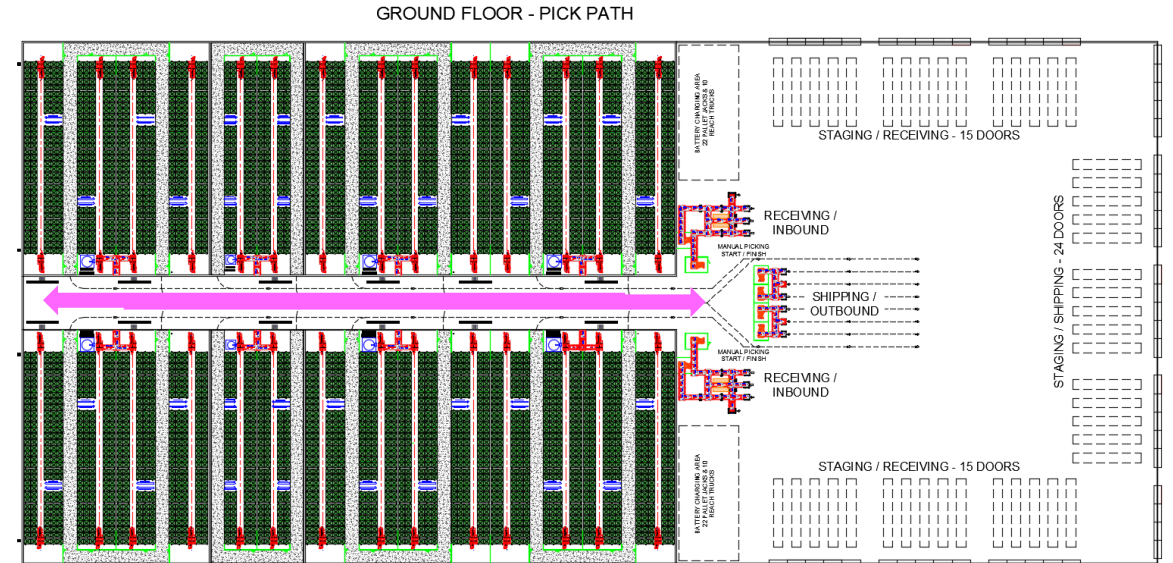 GROUND FLOOR - PICK PATH
BATTERY CHARGING AREA
22 PALLET JACKS & 10
REACH TRUCKS
STAGING / RECEIVING - 15 DOORS
RECEIVING /
INBOUND
MANUAL PICKING
START / FINISH
SHIPPING /
OUTBOUND
STAGING / SHIPPING - 24 DOORS
MANUAL PICKING
START / FINISH
RECEIVING /
INBOUND
BATTERY CHARGING AREA
22 PALLET JACKS & 10
REACH TRUCKS
STAGING / RECEIVING - 15 DOORS